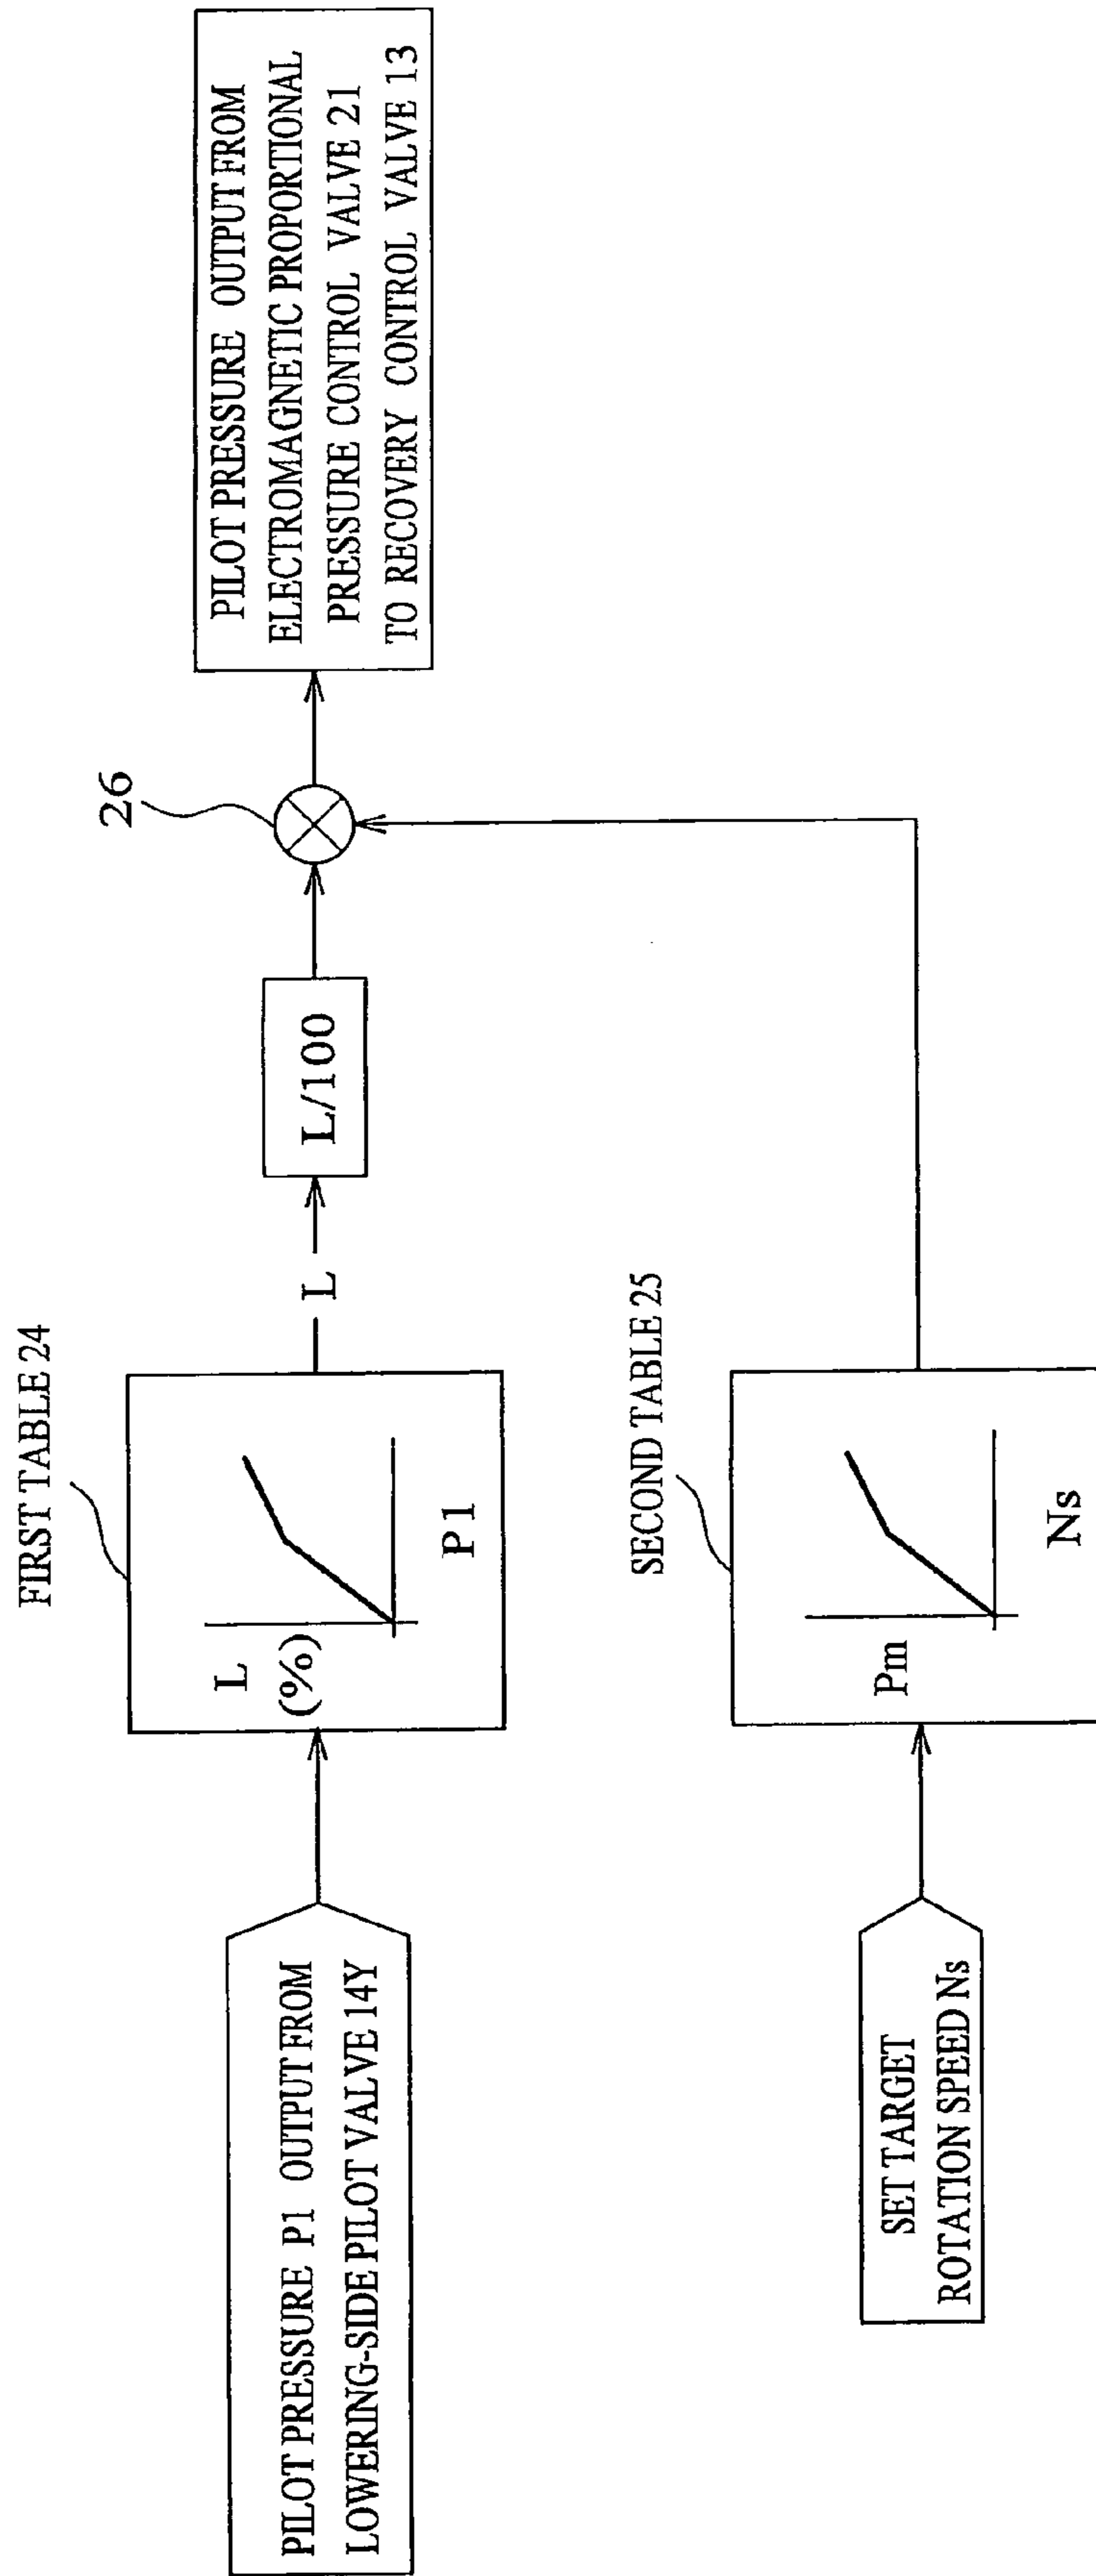 PILOT PRESSURE P1 OUTPUT FROM
LOWERING-SIDE PILOT VALVE 14Y
FIRST TABLE 24
L
(%)
P1
L
L/100
26
PILOT PRESSURE OUTPUT FROM
ELECTROMAGNETIC PROPORTIONAL
PRESSURE CONTROL VALVE 21
TO RECOVERY CONTROL VALVE 13
SET TARGET
ROTATION SPEED Ns
SECOND TABLE 25
Pm
Ns